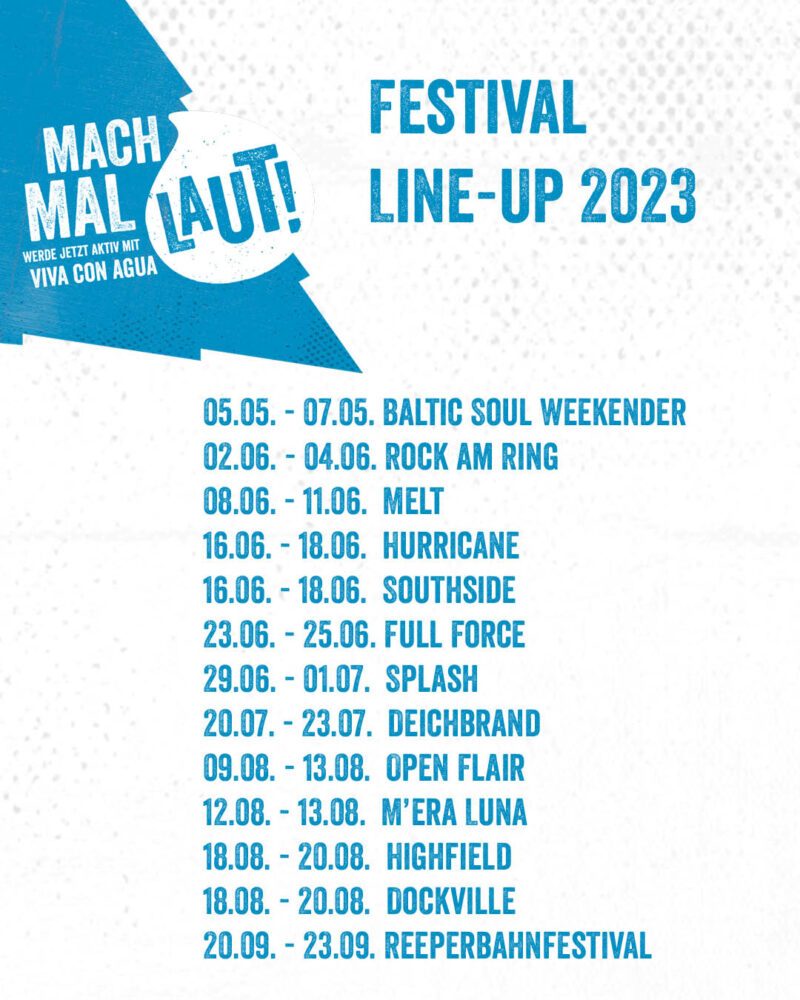 MACH
MAL LAUT!
WERDE JETZT AKTIV MIT
VIVA CON AGUA
FESTIVAL
LINE-UP 2023
05.05. - 07.05. BALTIC SOUL WEEKENDER
02.06. - 04.06. ROCK AM RING
08.06. - 11.06. MELT
16.06. - 18.06. HURRICANE
16.06. - 18.06. SOUTHSIDE
23.06. - 25.06. FULL FORCE
29.06. - 01.07. SPLASH
20.07. - 23.07. DEICHBRAND
09.08. - 13.08. OPEN FLAIR
12.08. - 13.08. M'ERA LUNA
18.08. - 20.08. HIGHFIELD
18.08. - 20.08. DOCKVILLE
20.09. - 23.09. REEPERBAHNFESTIVAL